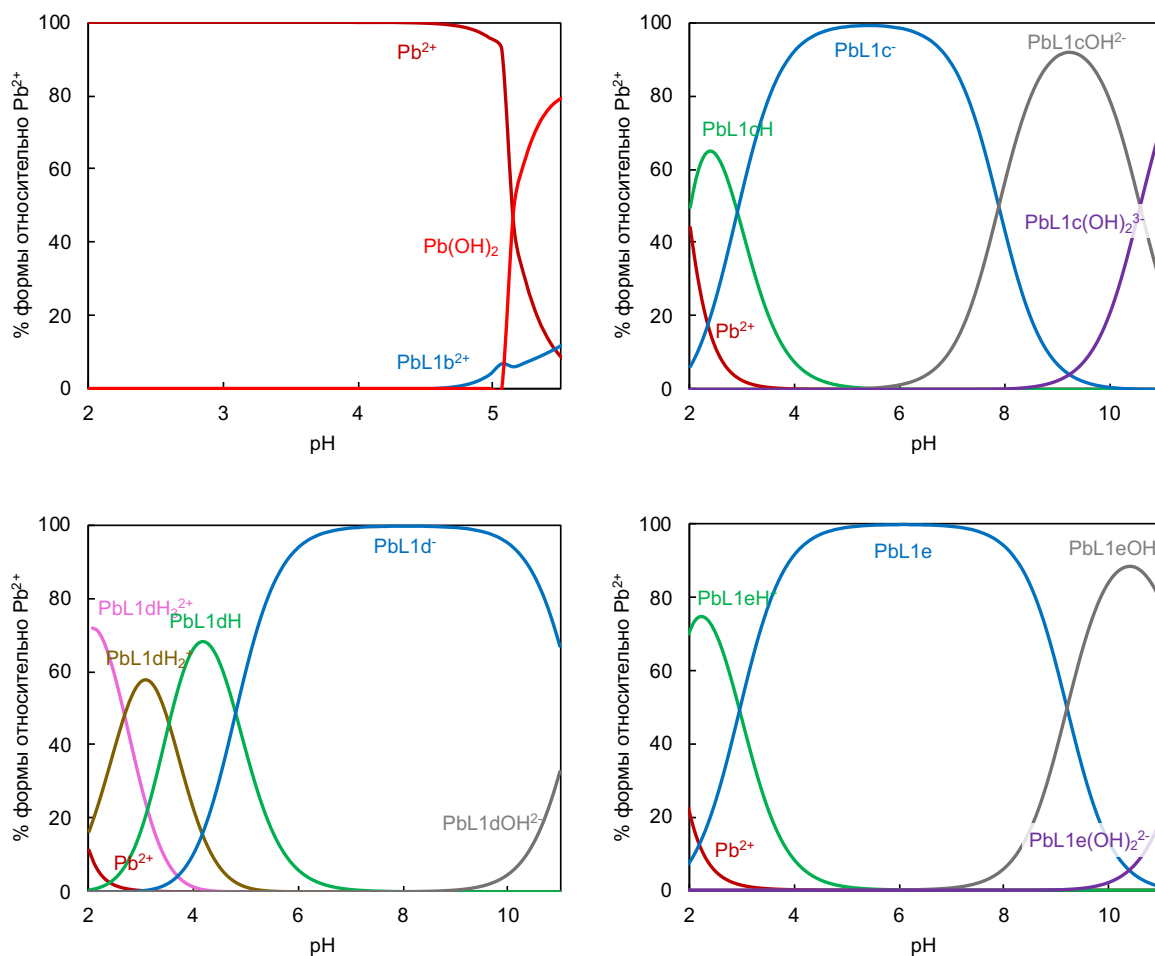 % формы относительно Pb²⁺
100
80
60
40
20
0
Pb²⁺
Pb(OH)₂
PbL1b²⁺
2 3 4 5
pH
% формы относительно Pb²⁺
100
80
60
40
20
0
PbL1c⁻
PbL1cOH²⁻
PbL1cH
PbL1c(OH)₂³⁻
Pb²⁺
2 4 6 8 10
pH
% формы относительно Pb²⁺
100
80
60
40
20
0
PbL1d⁻
PbL1dH₃²⁺
PbL1dH
PbL1dH₂⁺
PbL1dOH²⁻
Pb²⁺
2 4 6 8 10
pH
% формы относительно Pb²⁺
100
80
60
40
20
0
PbL1e
PbL1eOH⁻
PbL1eH⁺
Pb²⁺
PbL1e(OH)₂²⁻
2 4 6 8 10
pH